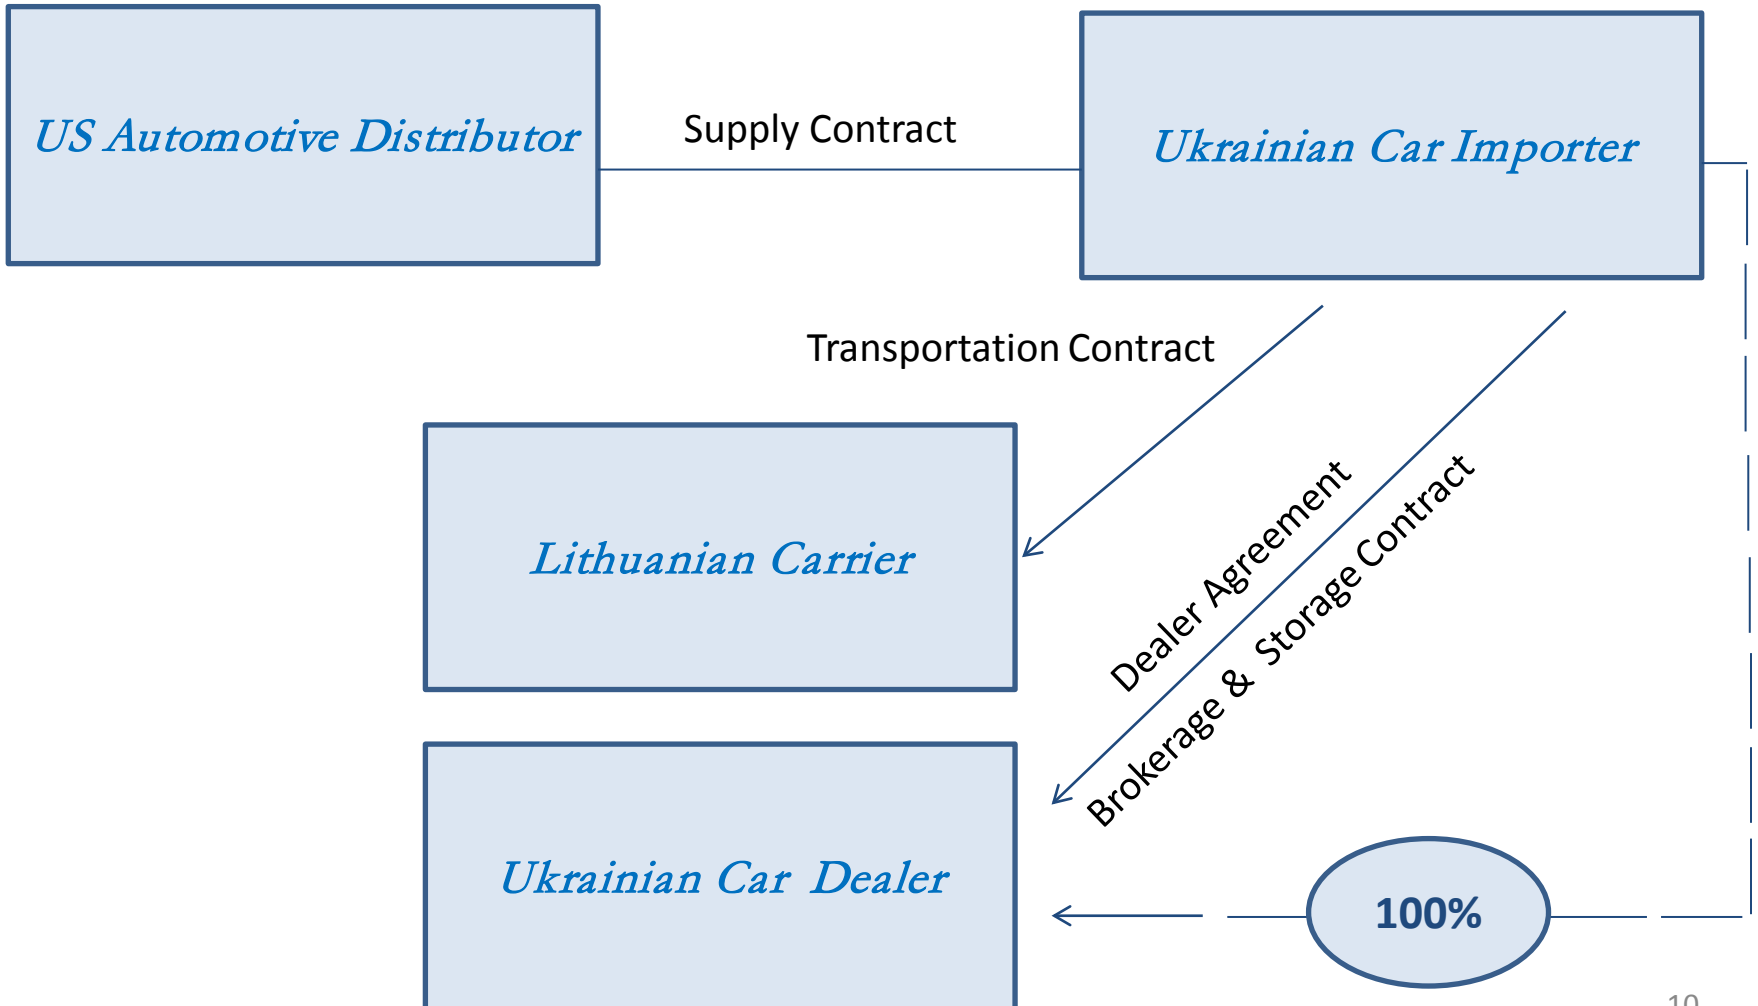 US Automotive Distributor
Supply Contract
Ukrainian Car Importer
Transportation Contract
Lithuanian Carrier
Dealer Agreement
Brokerage & Storage Contract
Ukrainian Car Dealer
100%
10